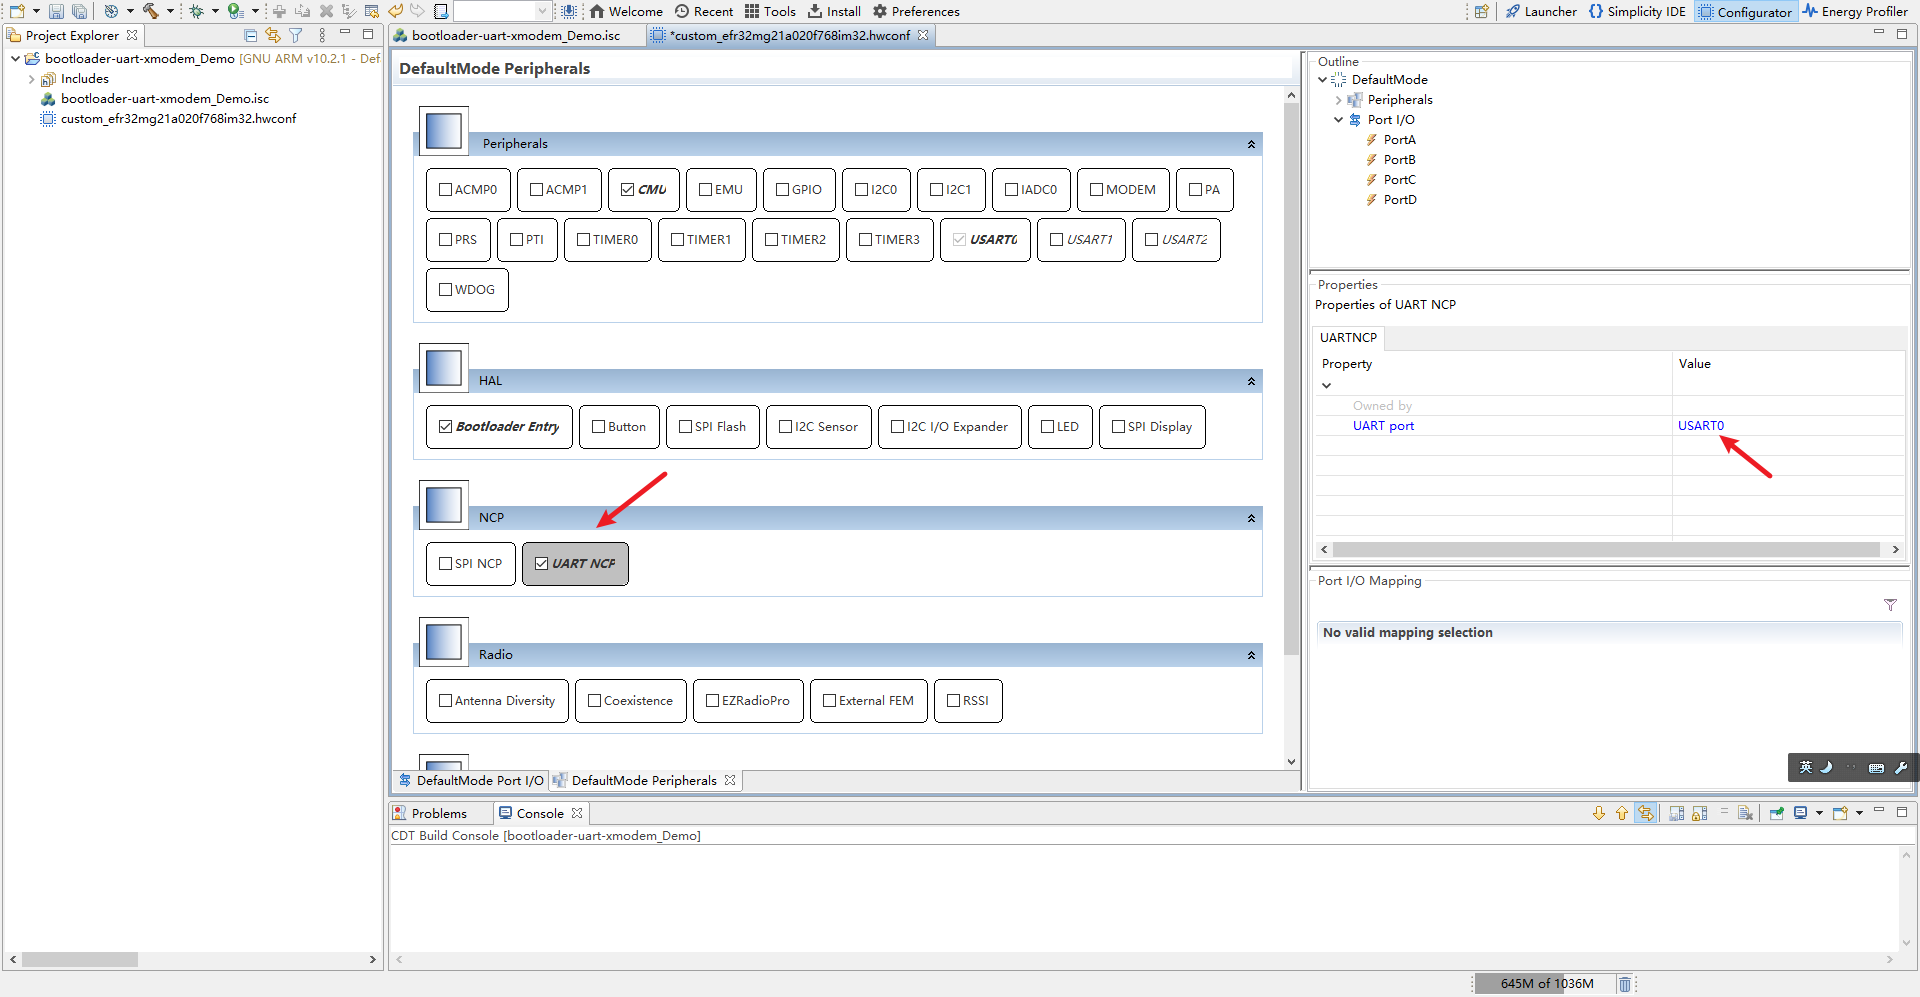 Welcome Recent Tools Install Preferences Launcher Simplicity IDE Configurator Energy Profiler
Project Explorer
bootloader-uart-xmodem_Demo [GNU ARM v10.2.1 - Def
Includes
bootloader-uart-xmodem_Demo.isc
custom_efr32mg21a020f768im32.hwconf
bootloader-uart-xmodem_Demo.isc *custom_efr32mg21a020f768im32.hwconf
DefaultMode Peripherals
Peripherals
ACMP0 ACMP1 CMU EMU GPIO I2C0 I2C1 IADC0 MODEM PA
PRS PTI TIMER0 TIMER1 TIMER2 TIMER3 USART0 USART1 USART2
WDOG
HAL
Bootloader Entry Button SPI Flash I2C Sensor I2C I/O Expander LED SPI Display
NCP
SPI NCP UART NCP
Radio
Antenna Diversity Coexistence EZRadioPro External FEM RSSI
DefaultMode Port I/O DefaultMode Peripherals
Outline
DefaultMode
Peripherals
Port I/O
PortA
PortB
PortC
PortD
Properties
Properties of UART NCP
UARTNCP
Property Value
Owned by
UART port USART0
Port I/O Mapping
No valid mapping selection
英
Problems Console
CDT Build Console [bootloader-uart-xmodem_Demo]
645M of 1036M